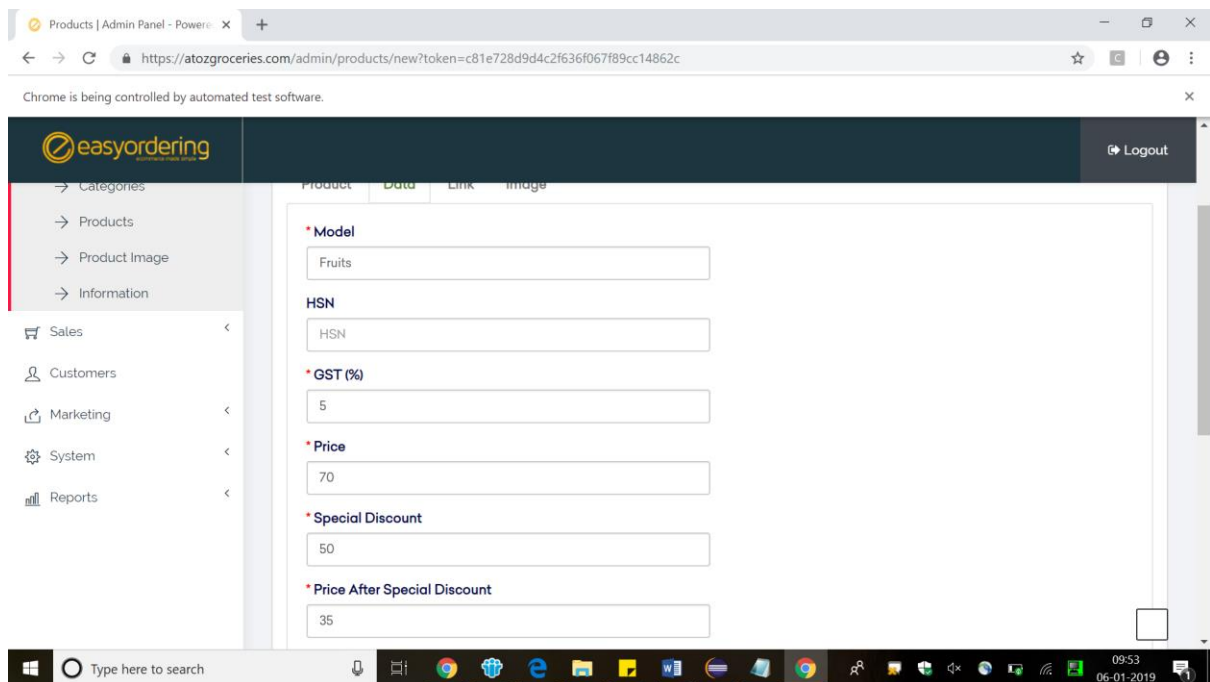 Products | Admin Panel - Powere
https://atozgroceries.com/admin/products/new?token=c81e728d9d4c2f636f067f89cc14862c
Chrome is being controlled by automated test software.
easyordering
ecommerce made simple
Logout
Categories
Products
Product Image
Information
Sales
Customers
Marketing
System
Reports
Product Data Link Image
* Model
Fruits
HSN
HSN
* GST (%)
5
* Price
70
* Special Discount
50
* Price After Special Discount
35
Type here to search
09:53
06-01-2019